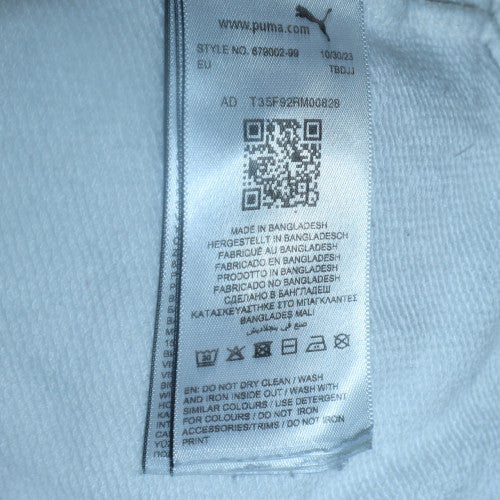 www.puma.com
STYLE NO. 679002-99 10/30/23
EU TBDJJ
AD T35F92RM00828
MADE IN BANGLADESH
HERGESTELLT IN BANGLADESCH
FABRIQUÉ AU BANGLADESH
FABRICADO EN BANGLADESH
PRODOTTO IN BANGLADESH
FABRICADO NO BANGLADESH
СДЕЛАНО В БАНГЛАДЕШ
ΚΑΤΑΣΚΕΥΑΣΤΗΚΕ ΣΤΟ ΜΠΑΓΚΛΑΝΤΕΣ
BANGLADEŞ MALI
صنع في بنجلاديش
EN: DO NOT DRY CLEAN / WASH
AND IRON INSIDE OUT / WASH WITH
SIMILAR COLOURS / USE DETERGENT
FOR COLOURS / DO NOT IRON
ACCESSORIES/TRIMS / DO NOT IRON
PRINT